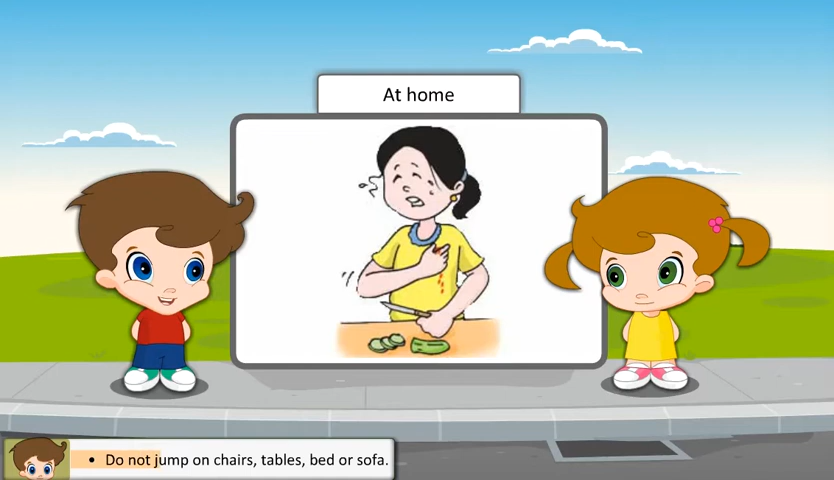 At home
• Do not jump on chairs, tables, bed or sofa.